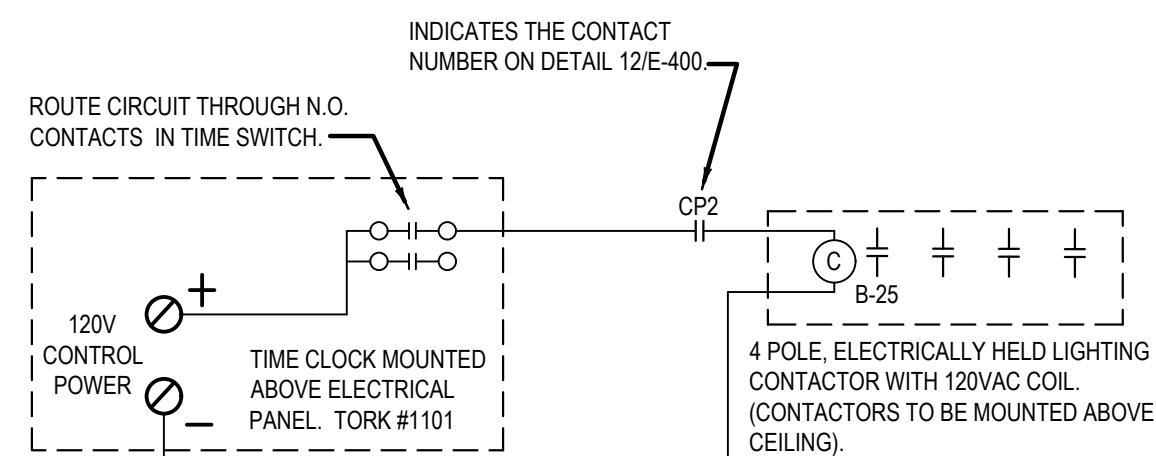 INDICATES THE CONTACT
NUMBER ON DETAIL 12/E-400.
ROUTE CIRCUIT THROUGH N.O.
CONTACTS IN TIME SWITCH.
CP2
C
B-25
+
120V
CONTROL
POWER
−
TIME CLOCK MOUNTED
ABOVE ELECTRICAL
PANEL. TORK #1101
4 POLE, ELECTRICALLY HELD LIGHTING
CONTACTOR WITH 120VAC COIL.
(CONTACTORS TO BE MOUNTED ABOVE
CEILING).